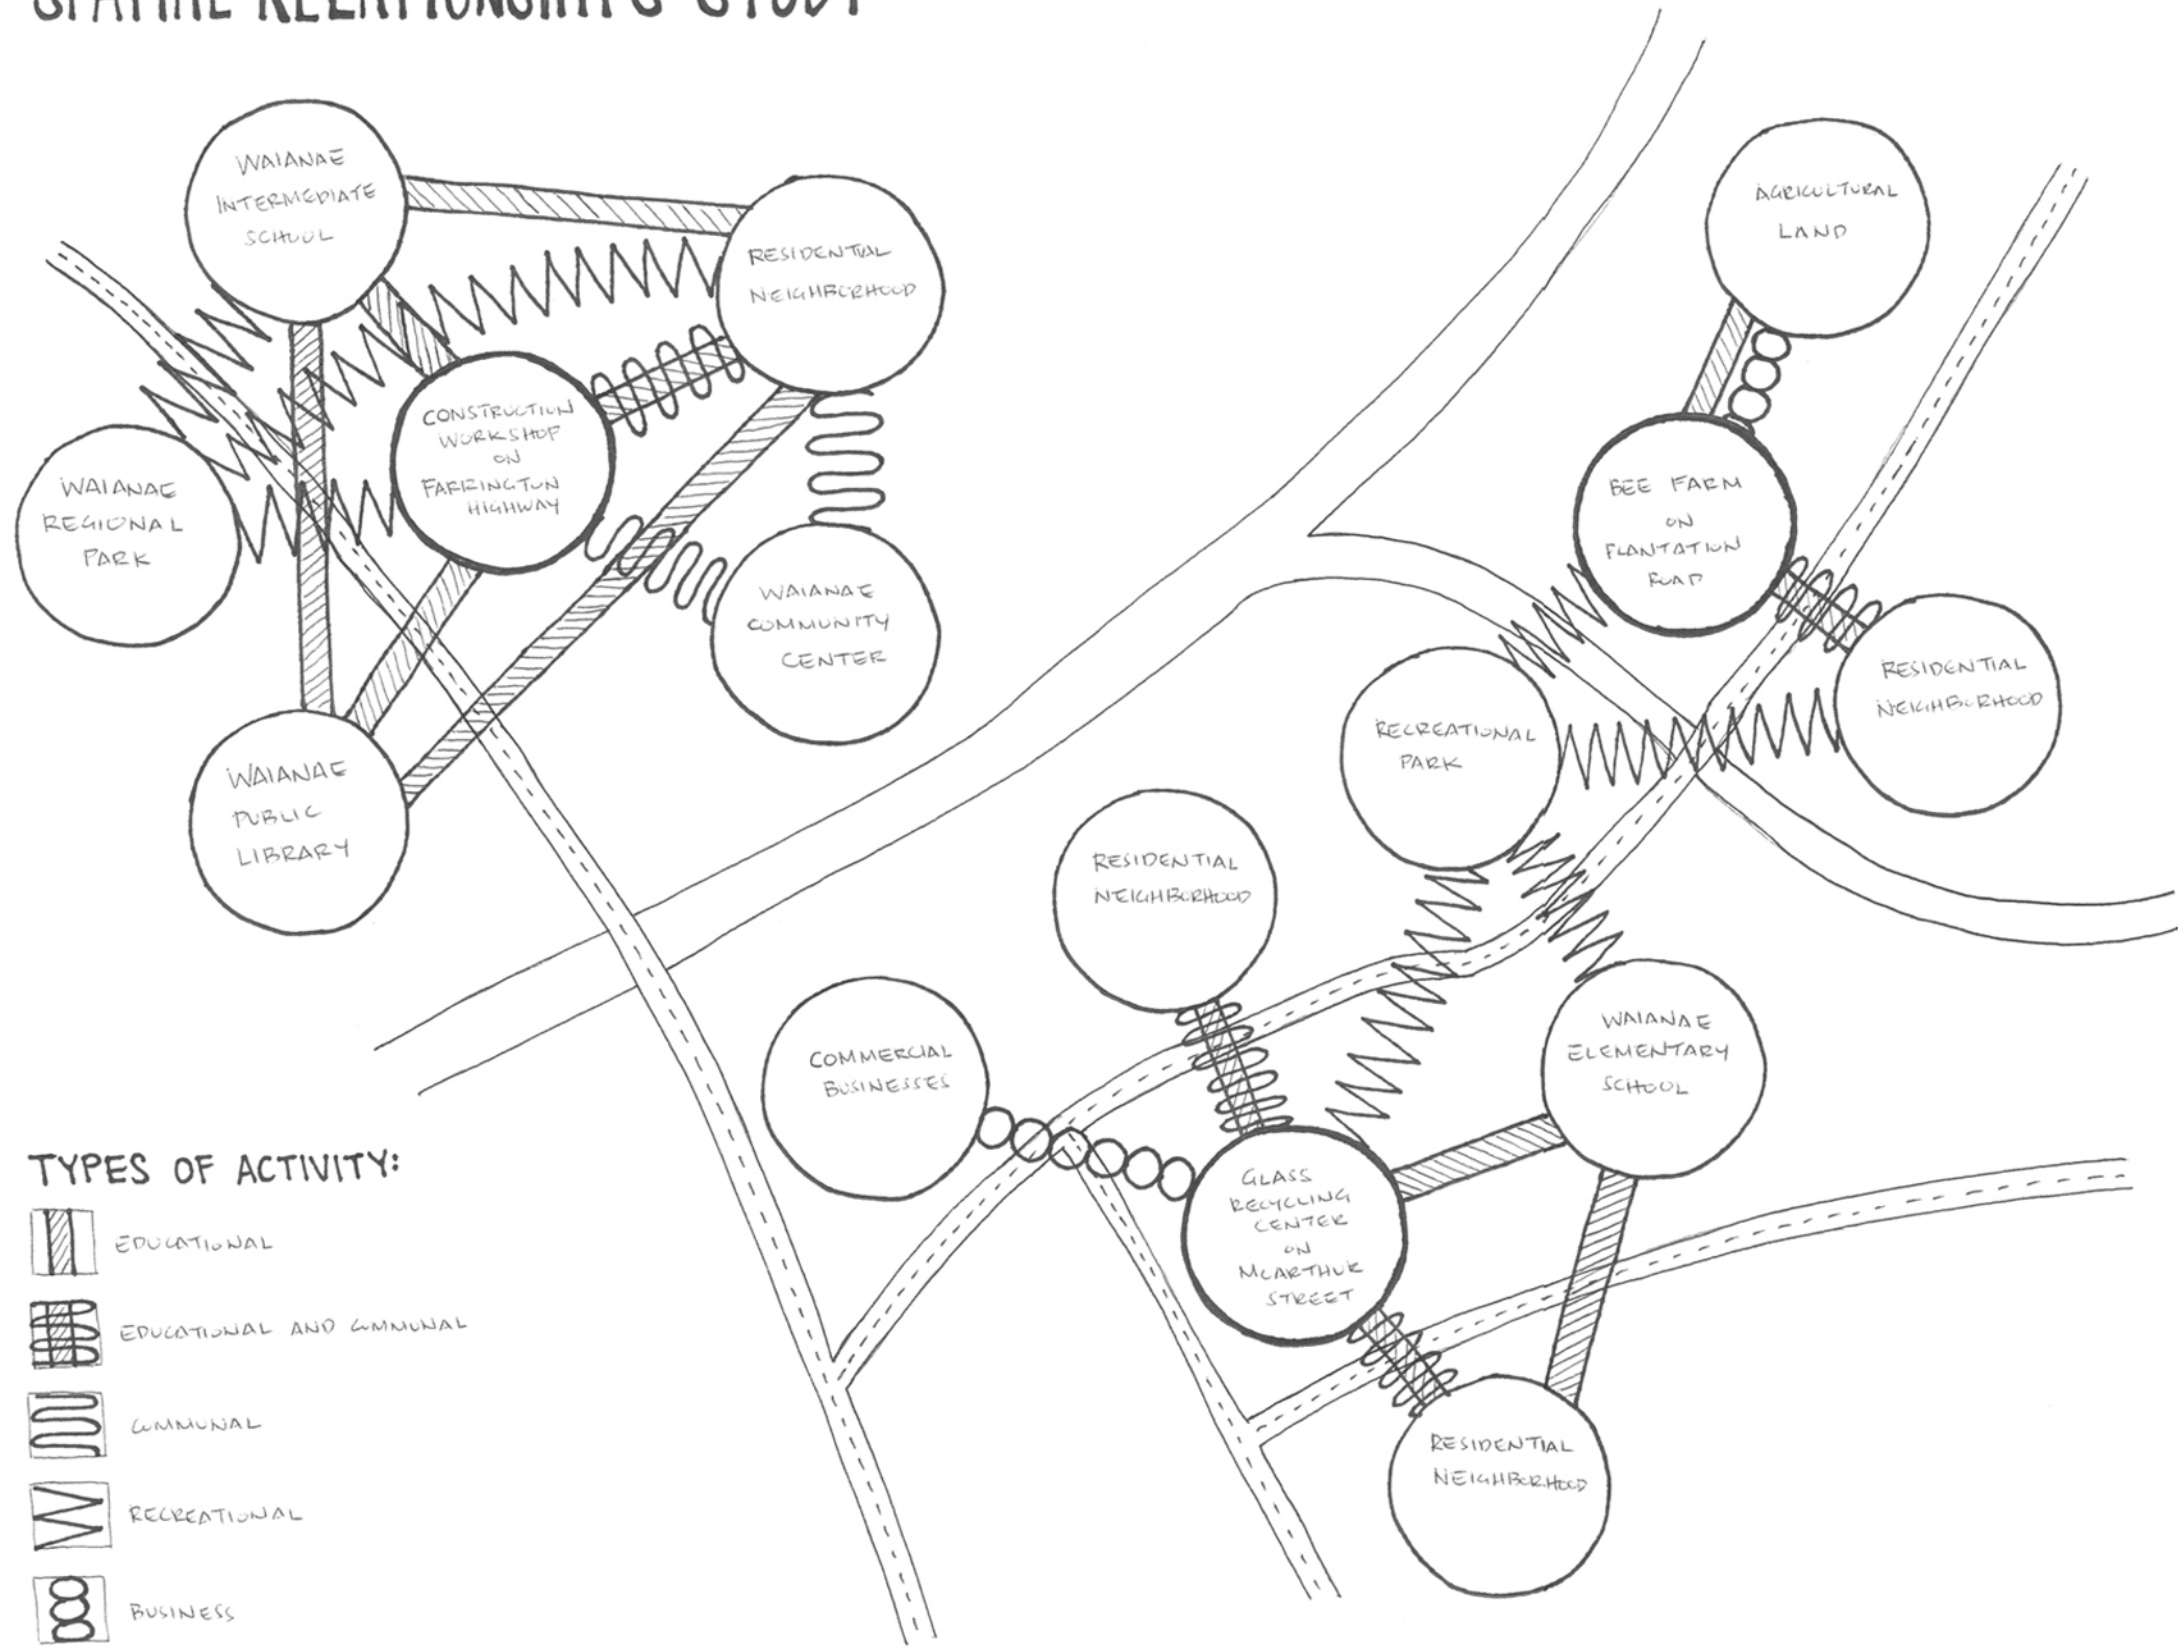 SPATIAL RELATIONSHIPS STUDY
WAIANAE
INTERMEDIATE
SCHOOL
RESIDENTIAL
NEIGHBORHOOD
CONSTRUCTION
WORKSHOP
ON
FARRINGTON
HIGHWAY
WAIANAE
REGIONAL
PARK
WAIANAE
COMMUNITY
CENTER
WAIANAE
PUBLIC
LIBRARY
AGRICULTURAL
LAND
BEE FARM
ON
PLANTATION
ROAD
RESIDENTIAL
NEIGHBORHOOD
RECREATIONAL
PARK
RESIDENTIAL
NEIGHBORHOOD
COMMERCIAL
BUSINESSES
WAIANAE
ELEMENTARY
SCHOOL
GLASS
RECYCLING
CENTER
ON
MCARTHUR
STREET
RESIDENTIAL
NEIGHBORHOOD
TYPES OF ACTIVITY:
EDUCATIONAL
EDUCATIONAL AND COMMUNAL
COMMUNAL
RECREATIONAL
BUSINESS